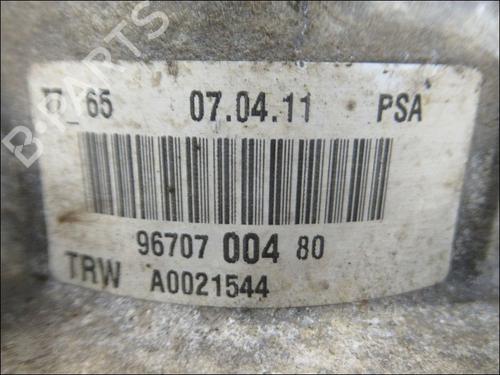 65 07.04.11 PSA
96707 004 80
TRW A0021544
B-PARTS